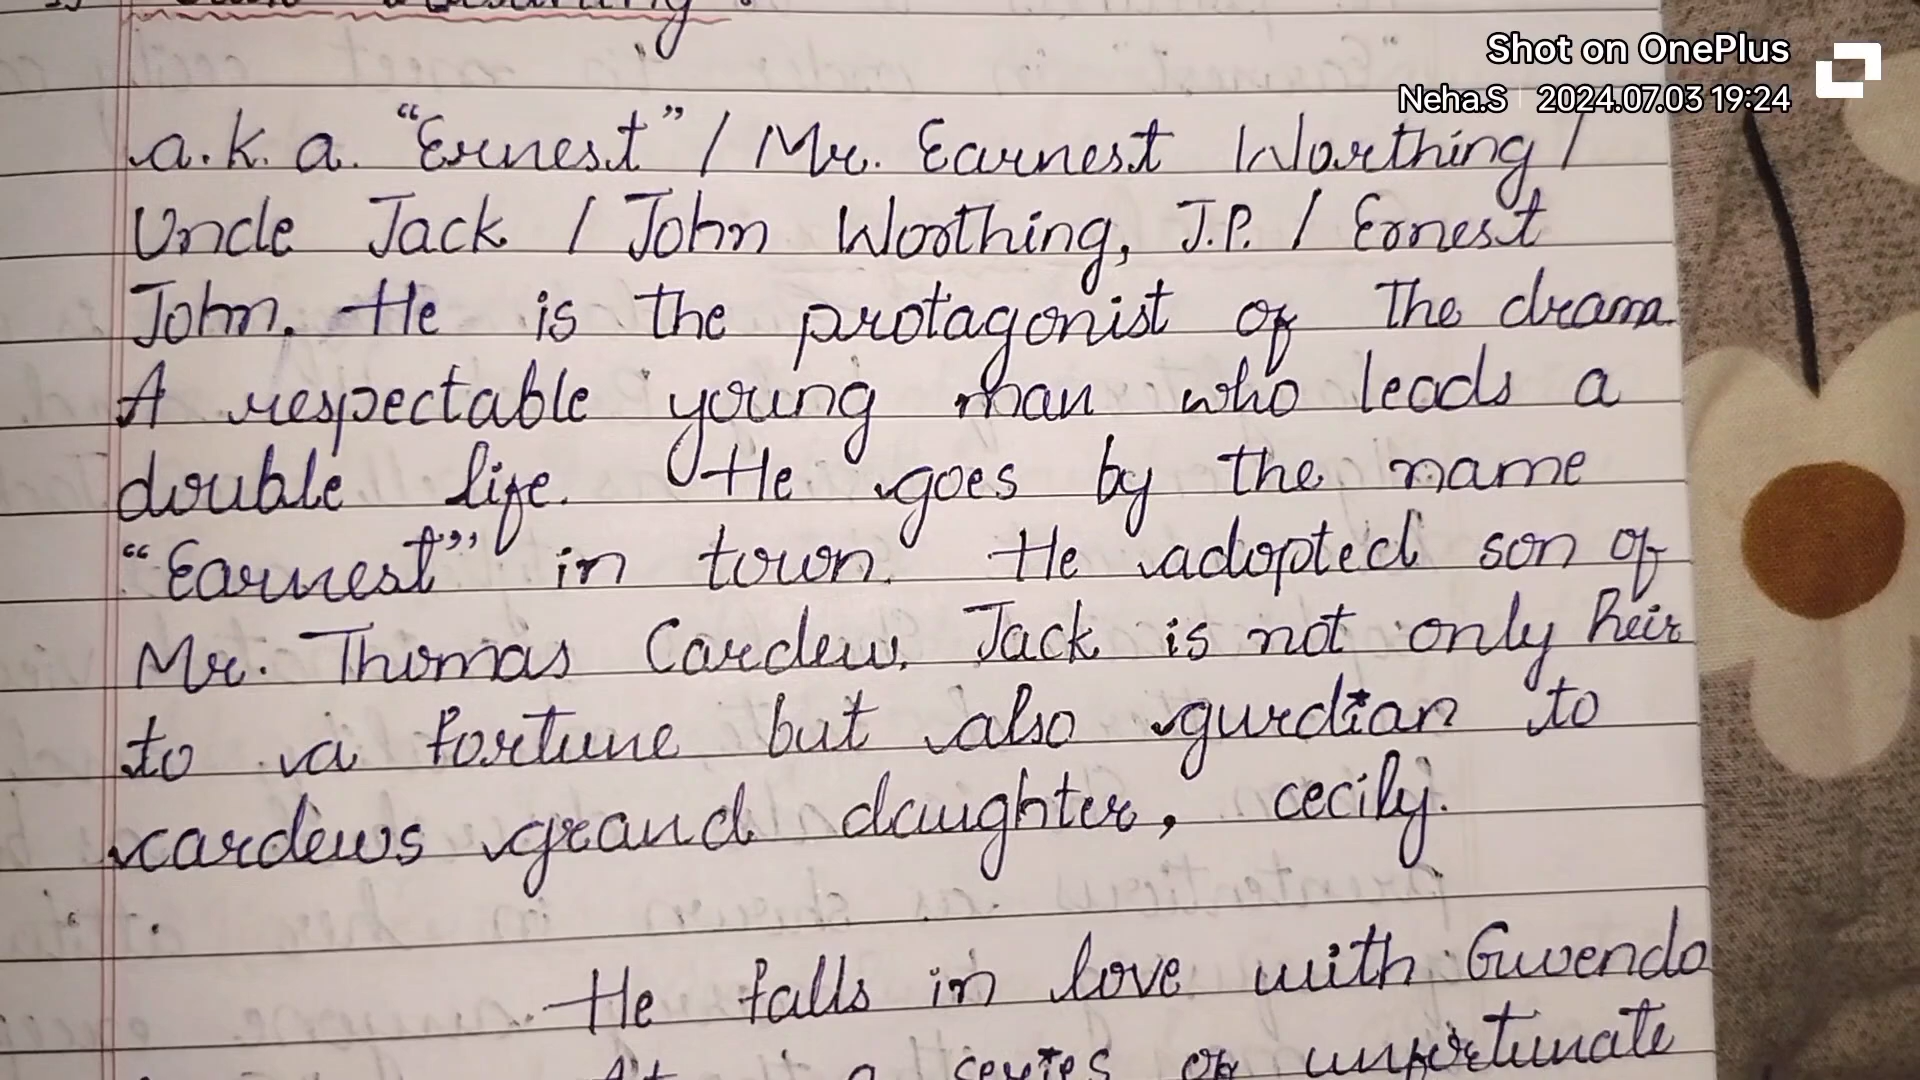 Shot on OnePlus
Neha.S | 2024.07.03 19:24
a.k.a. "Ernest" / Mr. Earnest Worthing /
Uncle Jack / John Worthing, J.P. / Ernest
John. He is the protagonist of the drama.
A respectable young man who leads a
double life. He goes by the name
"Earnest" in town. He adopted son of
Mr. Thomas Cardew. Jack is not only heir
to a fortune but also gurdian to
cardews grand daughter, cecily.
He falls in love with Gwendo
a series of unfortunate